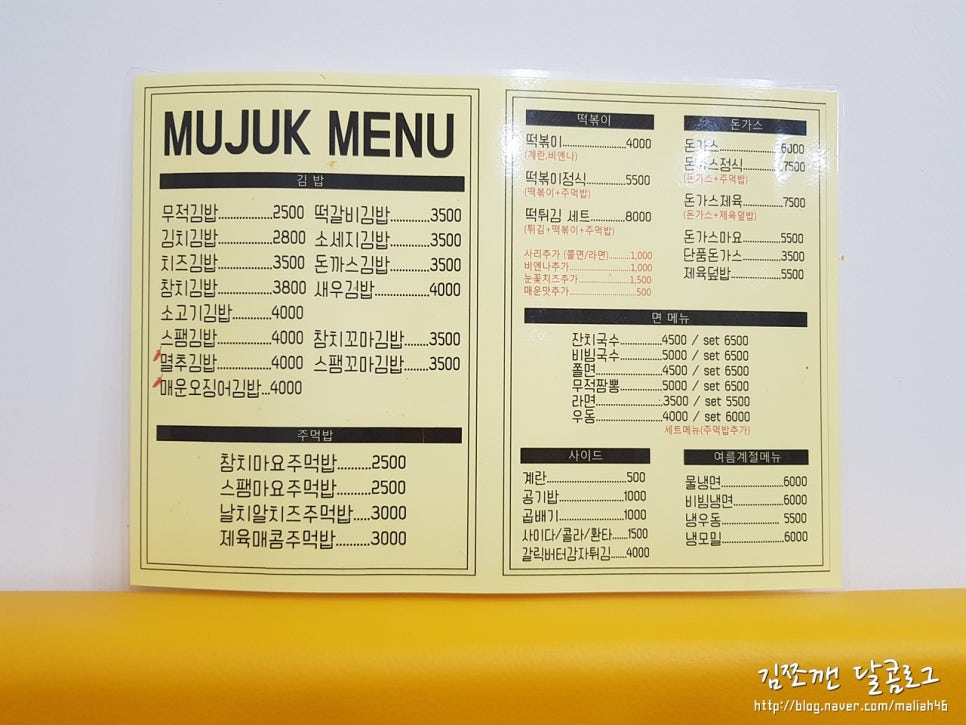 MUJUK MENU
김 밥
무적김밥..............2500 떡갈비김밥..........3500
김치김밥..............2800 소세지김밥..........3500
치즈김밥..............3500 돈까스김밥..........3500
참치김밥..............3800 새우김밥..............4000
소고기김밥..........4000
스팸김밥..............4000 참치꼬마김밥.......3500
멸추김밥..............4000 스팸꼬마김밥.......3500
매운오징어김밥...4000
주먹밥
참치마요주먹밥..........2500
스팸마요주먹밥..........2500
날치알치즈주먹밥.....3000
제육매콤주먹밥..........3000
떡볶이
떡볶이......................4000
(계란,비엔나)
떡볶이정식..............5500
(떡볶이+주먹밥)
떡튀김 세트............8000
(튀김+떡볶이+주먹밥)
사리추가 (쫄면/라면).........1,000
비엔나추가.........................1,000
눈꽃치즈추가.....................1,500
매운맛추가.........................500
돈가스
돈가스......................6000
돈가스정식..............7500
(돈가스+주먹밥)
돈가스제육..............7500
(돈가스+제육덮밥)
돈가스마요.............5500
단품돈가스.............3500
제육덮밥.................5500
면 메뉴
잔치국수..............4500 / set 6500
비빔국수..............5000 / set 6500
쫄면......................4500 / set 6500
무적짬뽕..............5000 / set 6500
라면......................3500 / set 5500
우동......................4000 / set 6000
세트메뉴(주먹밥추가)
사이드
계란...........................500
공기밥......................1000
곱배기......................1000
사이다/콜라/환타......1500
갈릭버터감자튀김......4000
여름계절메뉴
물냉면......................6000
비빔냉면..................6000
냉우동...................... 5500
냉모밀......................6000
김쪼깬 달콤로그
http://blog.naver.com/maliah46